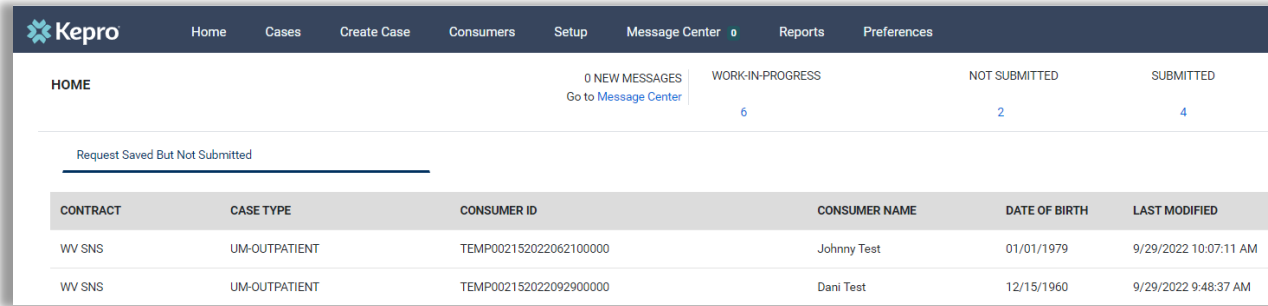 Kepro Home Cases Create Case Consumers Setup Message Center 0 Reports Preferences
HOME 0 NEW MESSAGES WORK-IN-PROGRESS NOT SUBMITTED SUBMITTED
Go to Message Center
6 2 4
Request Saved But Not Submitted
CONTRACT CASE TYPE CONSUMER ID CONSUMER NAME DATE OF BIRTH LAST MODIFIED
WV SNS UM-OUTPATIENT TEMP002152022062100000 Johnny Test 01/01/1979 9/29/2022 10:07:11 AM
WV SNS UM-OUTPATIENT TEMP002152022092900000 Dani Test 12/15/1960 9/29/2022 9:48:37 AM